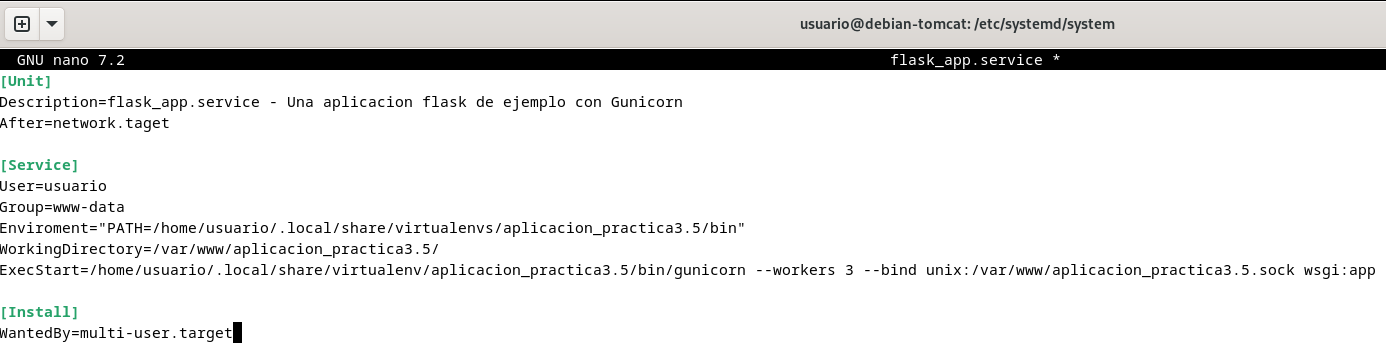 usuario@debian-tomcat: /etc/systemd/system
GNU nano 7.2 flask_app.service *
[Unit]
Description=flask_app.service - Una aplicacion flask de ejemplo con Gunicorn
After=network.taget
[Service]
User=usuario
Group=www-data
Enviroment="PATH=/home/usuario/.local/share/virtualenvs/aplicacion_practica3.5/bin"
WorkingDirectory=/var/www/aplicacion_practica3.5/
ExecStart=/home/usuario/.local/share/virtualenv/aplicacion_practica3.5/bin/gunicorn --workers 3 --bind unix:/var/www/aplicacion_practica3.5.sock wsgi:app
[Install]
WantedBy=multi-user.target